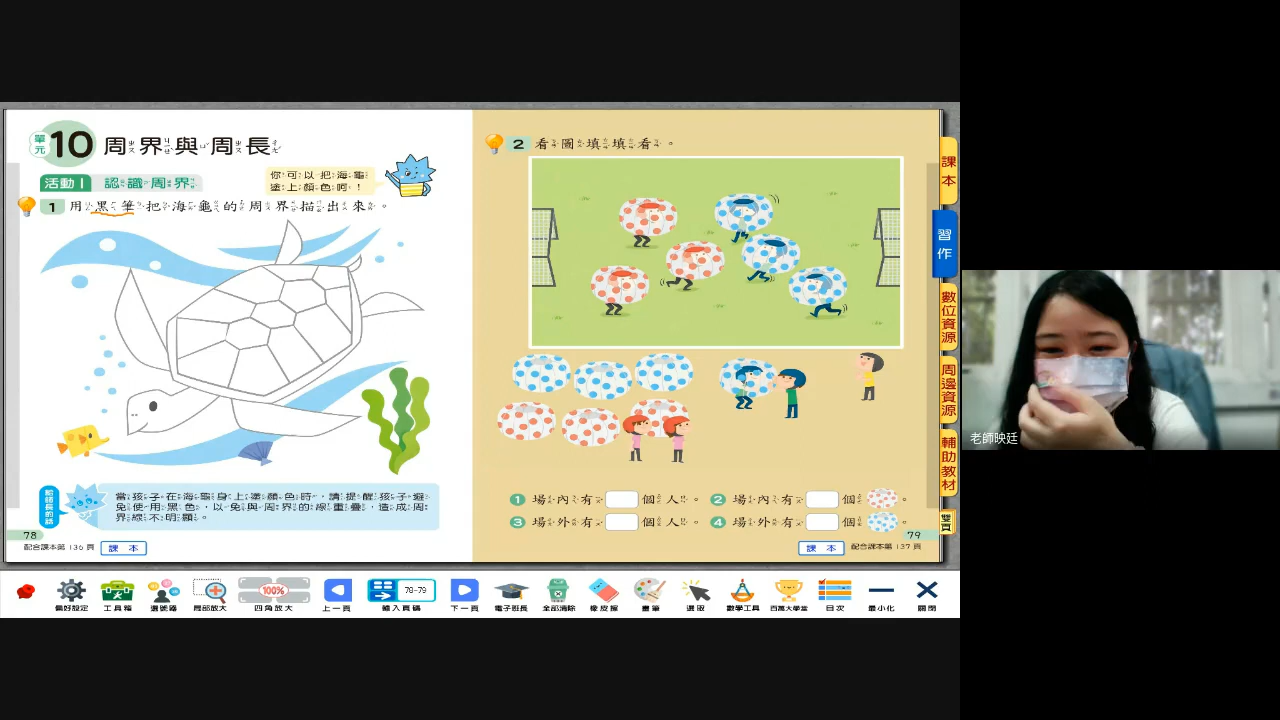 單元 10 周界與周長
你可以把海龜
塗上顏色呵！
活動1 認識周界
1 用黑筆把海龜的周界描出來。
給師長的話
當孩子在海龜身上塗顏色時，請提醒孩子避
免使用黑色，以免與周界的線重疊，造成周
界線不明顯。
78
配合課本第 136 頁 課本
2 看圖填填看。
1 場內有 個人。 2 場內有 個 。
3 場外有 個人。 4 場外有 個 。
79
課本 配合課本第 137 頁
課本
習作
數位資源
周邊資源
輔助教材
雙頁
偏好設定 工具箱 選號器 局部放大 100% 四角放大 上一頁 78-79 輸入頁碼 下一頁 電子班長 全部清除 橡皮擦 畫筆 選取 數學工具 百萬大學堂 目次 最小化 關閉
老師映廷